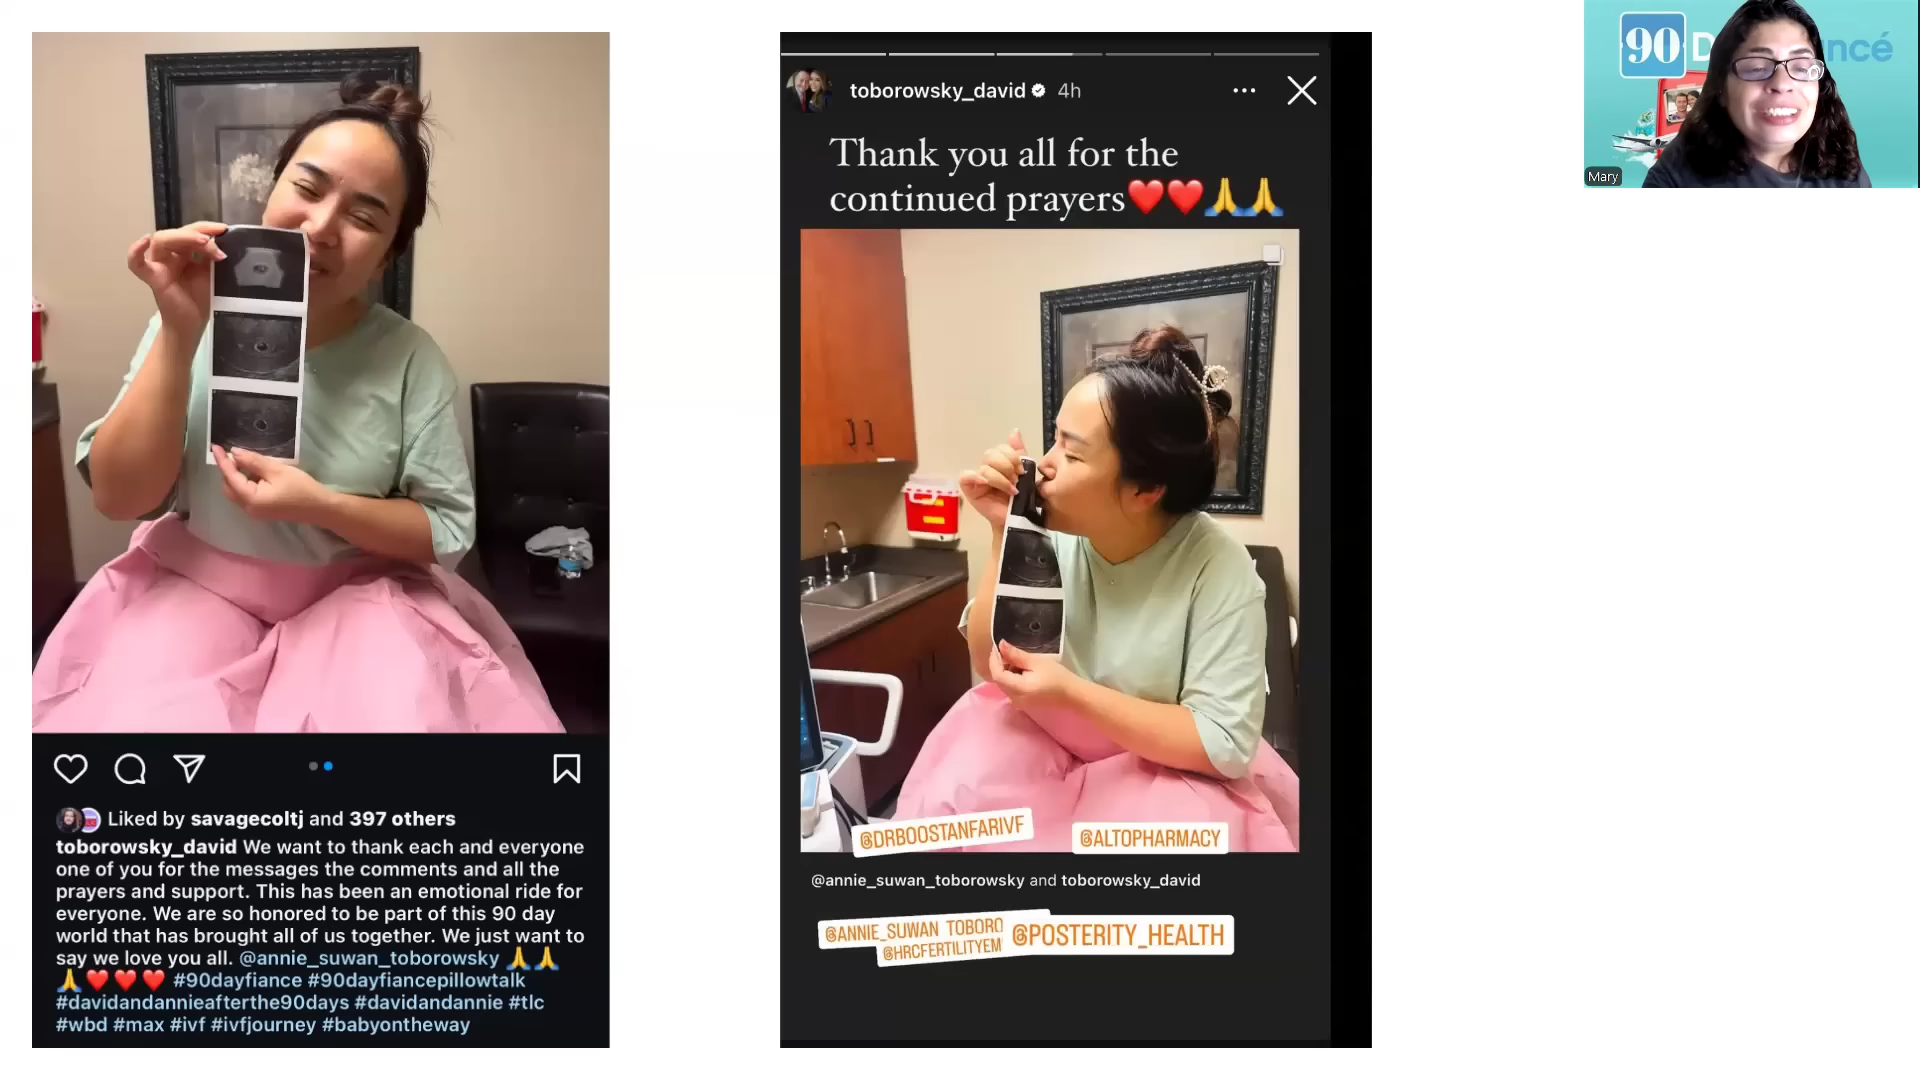 Liked by savagecoltj and 397 others
toborowsky_david We want to thank each and everyone
one of you for the messages the comments and all the
prayers and support. This has been an emotional ride for
everyone. We are so honored to be part of this 90 day
world that has brought all of us together. We just want to
say we love you all. @annie_suwan_toborowsky 🙏🙏
🙏❤️❤️❤️ #90dayfiance #90dayfiancepillowtalk
#davidandannieafterthe90days #davidandannie #tlc
#wbd #max #ivf #ivfjourney #babyontheway
toborowsky_david 4h
Thank you all for the
continued prayers❤️❤️🙏🙏
@DRBOOSTANFARIVF
@ALTOPHARMACY
@annie_suwan_toborowsky and toborowsky_david
@ANNIE_SUWAN_TOBORO
@HRCFERTILITYEM
@POSTERITY_HEALTH
90 D ncé
Mary